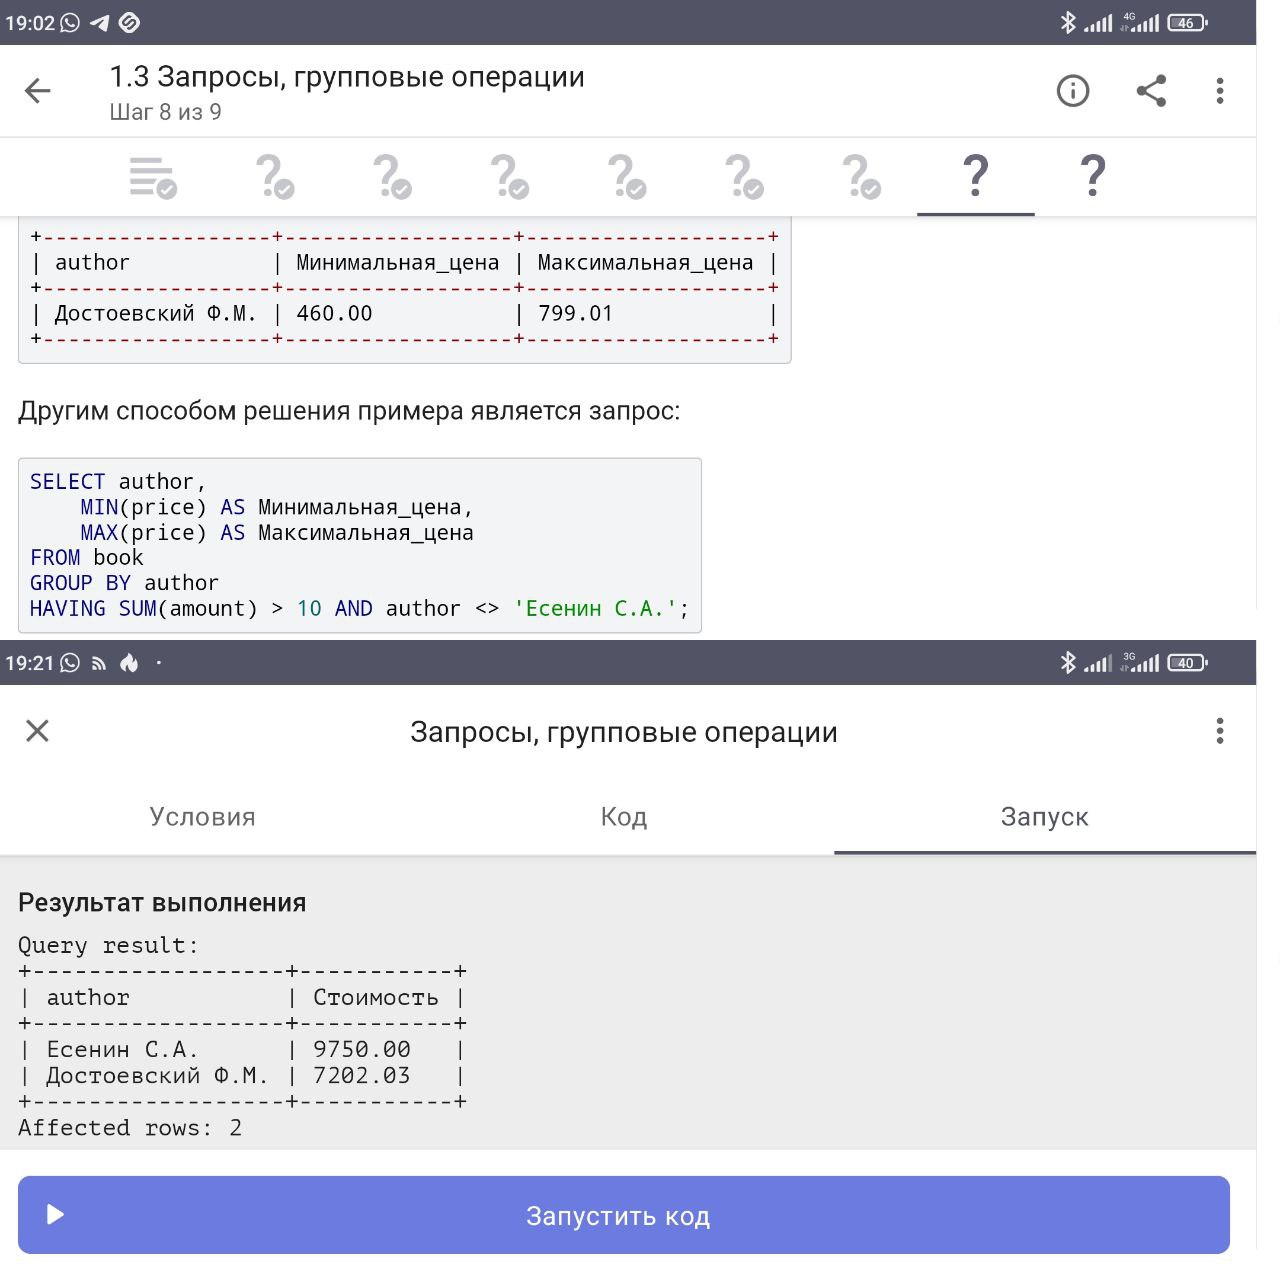 19:02 4G 46
1.3 Запросы, групповые операции
Шаг 8 из 9
+------------------+------------------+-------------------+
| author           | Минимальная_цена | Максимальная_цена |
+------------------+------------------+-------------------+
| Достоевский Ф.М. | 460.00           | 799.01            |
+------------------+------------------+-------------------+
Другим способом решения примера является запрос:
SELECT author,
    MIN(price) AS Минимальная_цена,
    MAX(price) AS Максимальная_цена
FROM book
GROUP BY author
HAVING SUM(amount) > 10 AND author <> 'Есенин С.А.';
19:21 3G 40
Запросы, групповые операции
Условия Код Запуск
Результат выполнения
Query result:
+------------------+-----------+
| author           | Стоимость |
+------------------+-----------+
| Есенин С.А.      | 9750.00   |
| Достоевский Ф.М. | 7202.03   |
+------------------+-----------+
Affected rows: 2
Запустить код